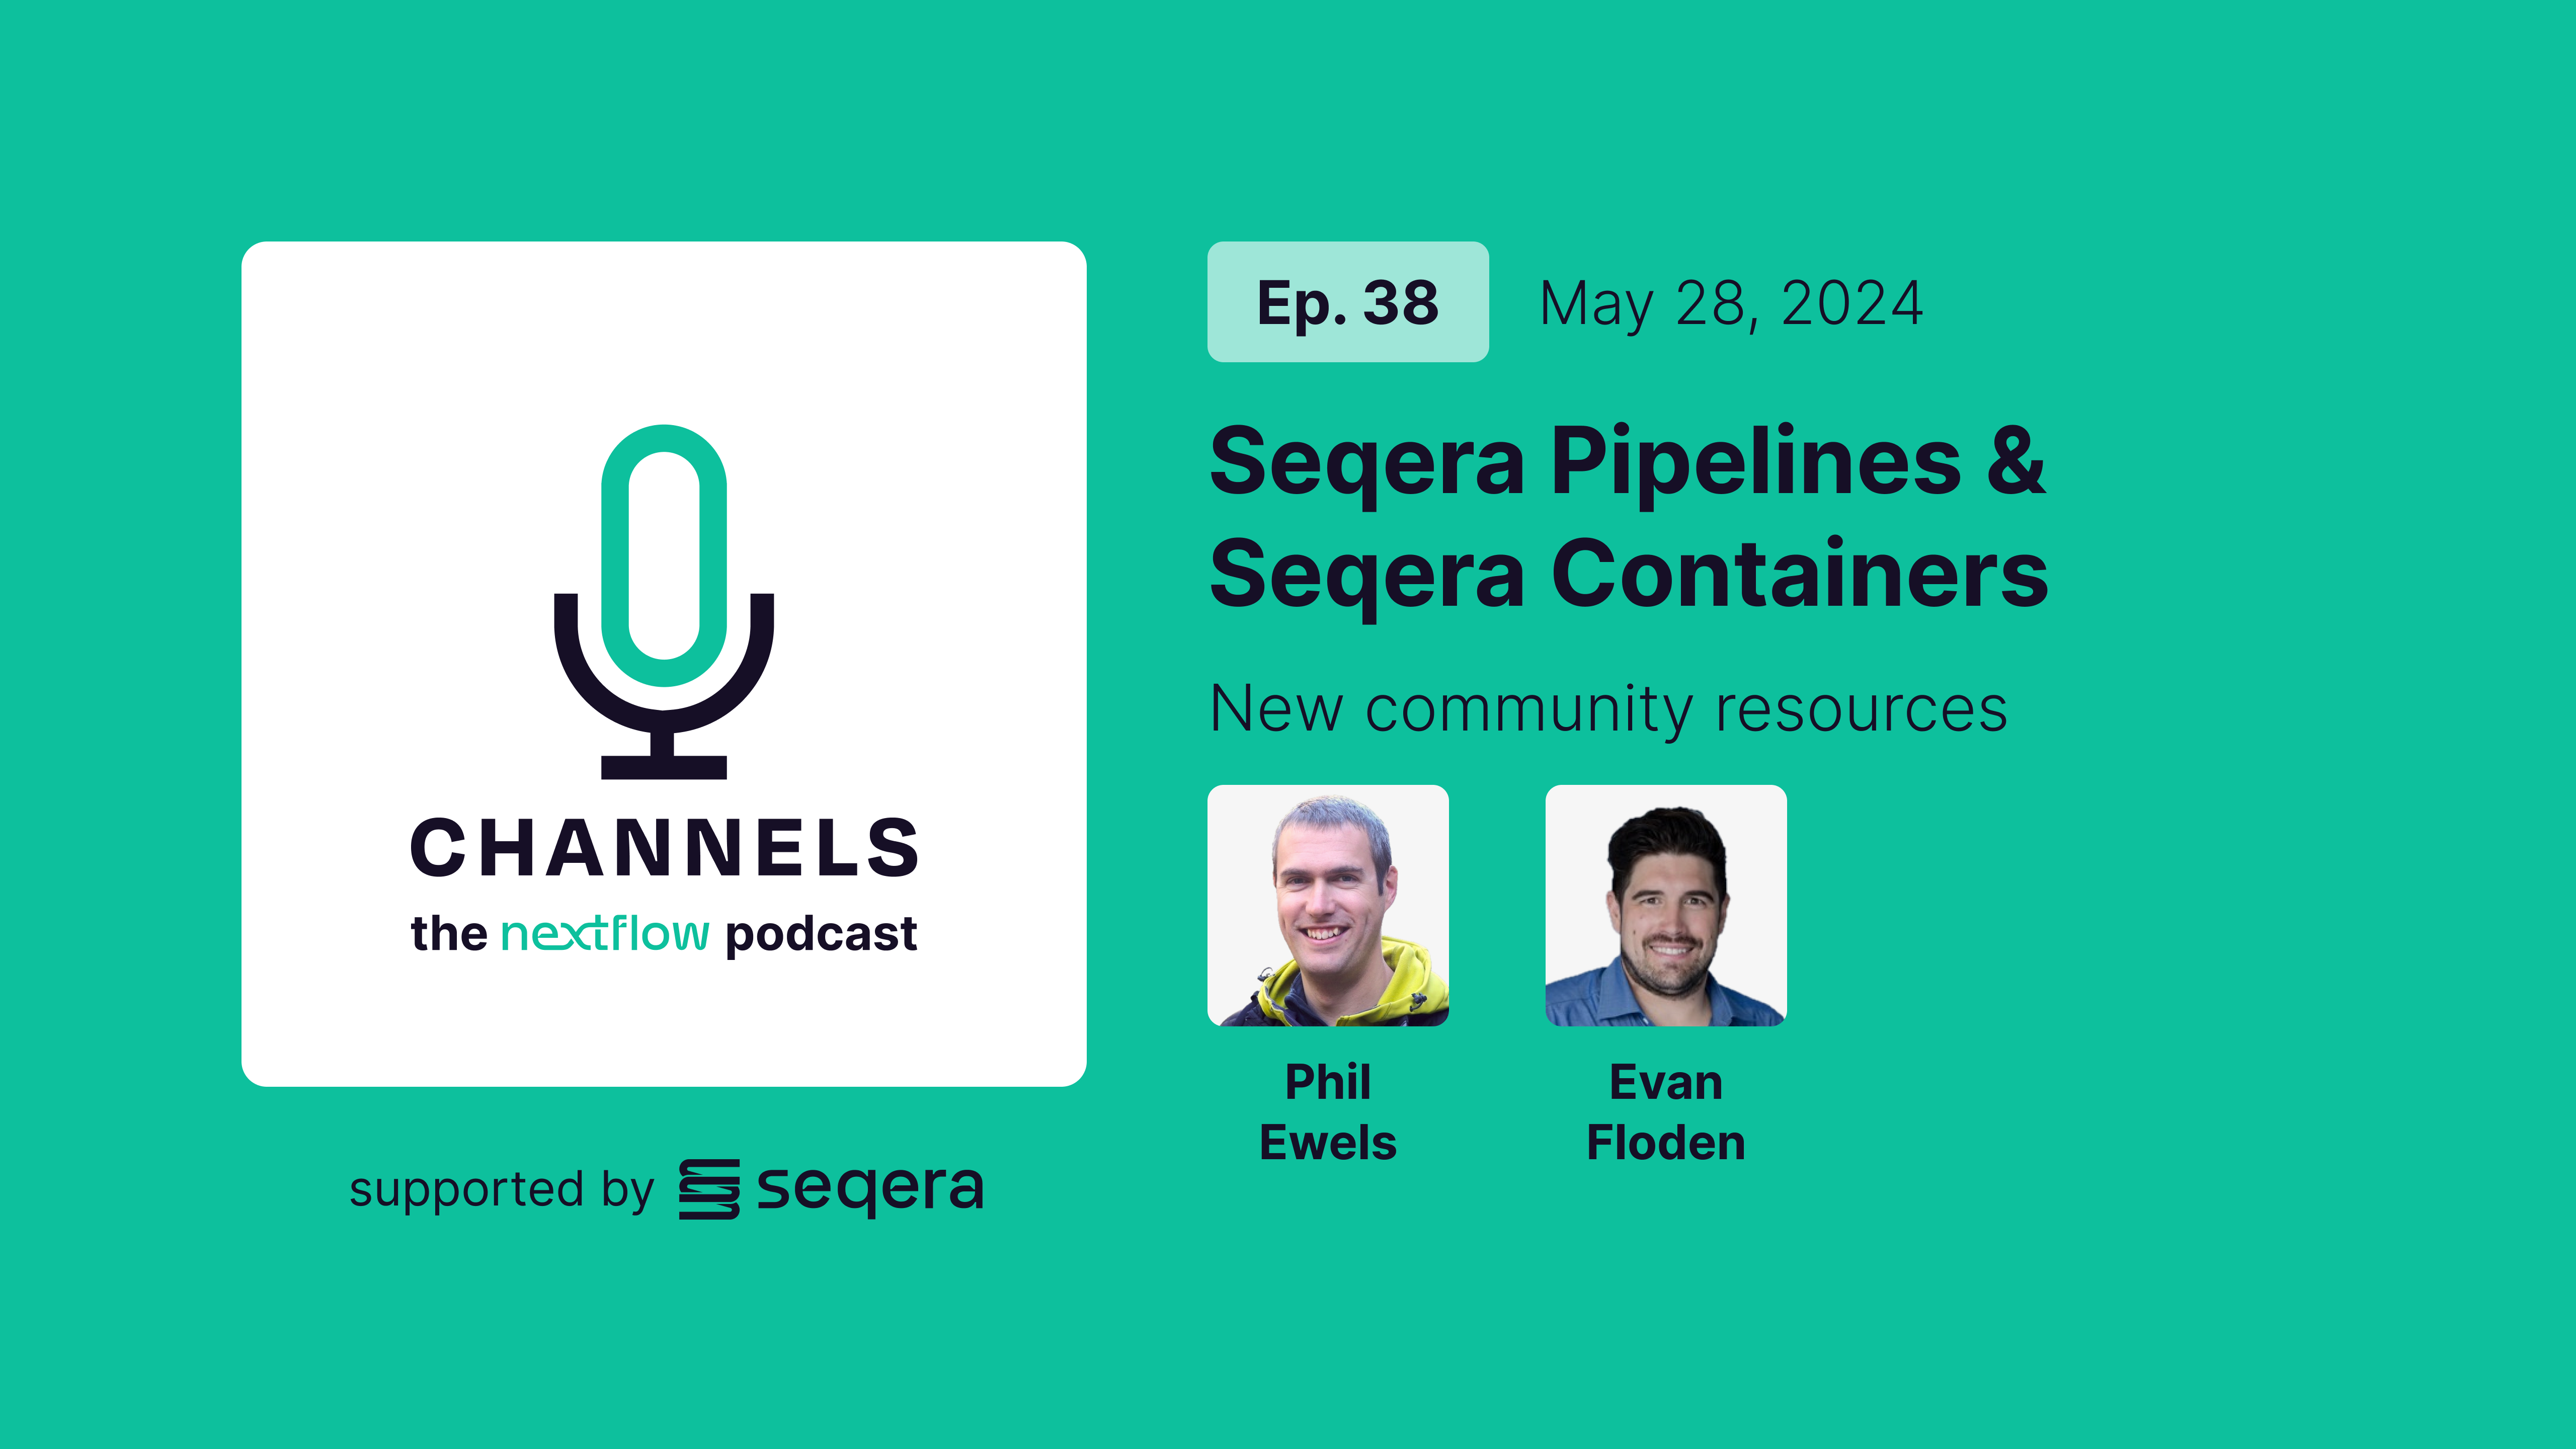 CHANNELS
the nextflow podcast
supported by seqera
Ep. 38
May 28, 2024
Seqera Pipelines &
Seqera Containers
New community resources
Phil
Ewels
Evan
Floden